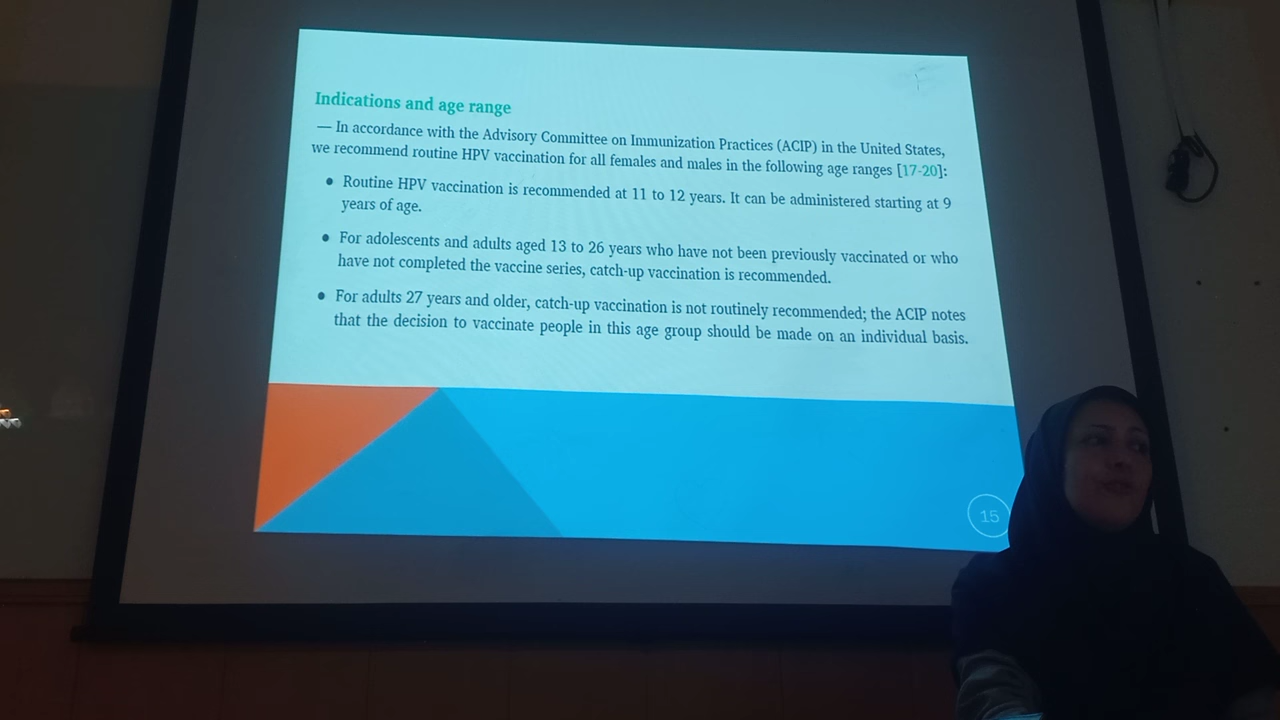 Indications and age range
— In accordance with the Advisory Committee on Immunization Practices (ACIP) in the United States,
we recommend routine HPV vaccination for all females and males in the following age ranges [17-20]:
• Routine HPV vaccination is recommended at 11 to 12 years. It can be administered starting at 9
years of age.
• For adolescents and adults aged 13 to 26 years who have not been previously vaccinated or who
have not completed the vaccine series, catch-up vaccination is recommended.
• For adults 27 years and older, catch-up vaccination is not routinely recommended; the ACIP notes
that the decision to vaccinate people in this age group should be made on an individual basis.
15